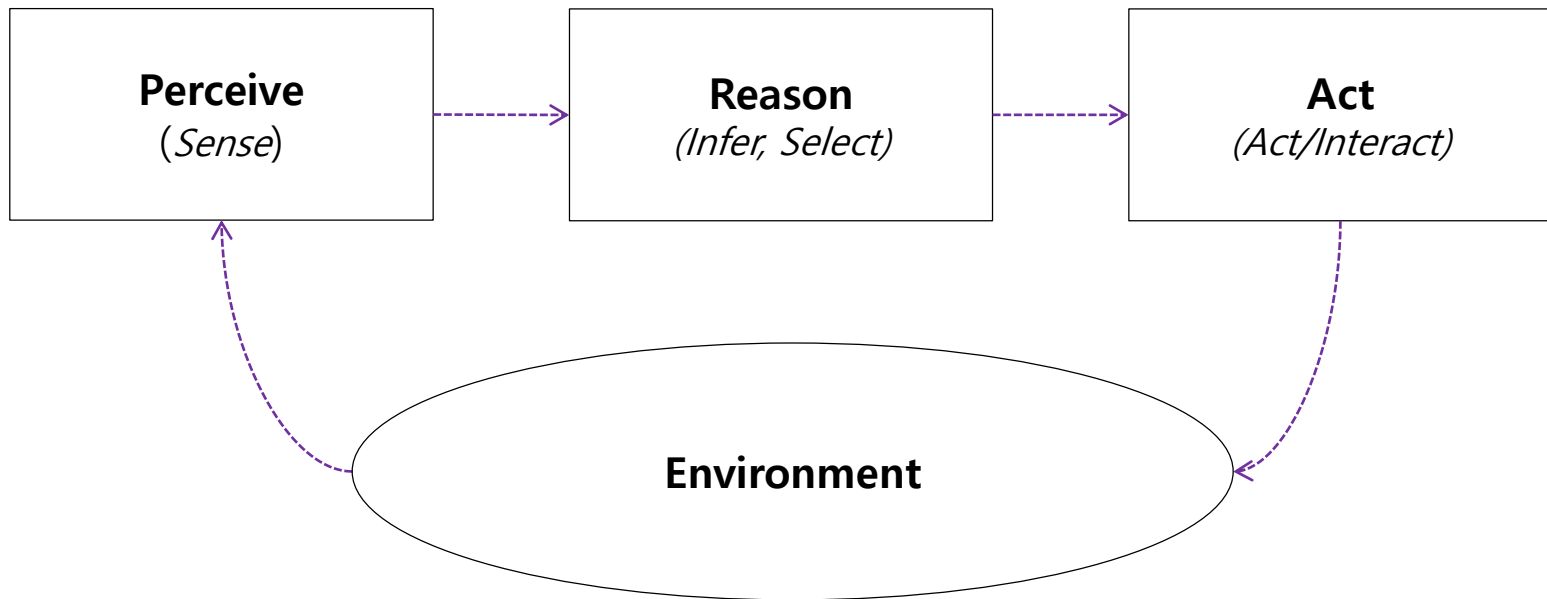 Perceive
(Sense)
Reason
(Infer, Select)
Act
(Act/Interact)
Environment